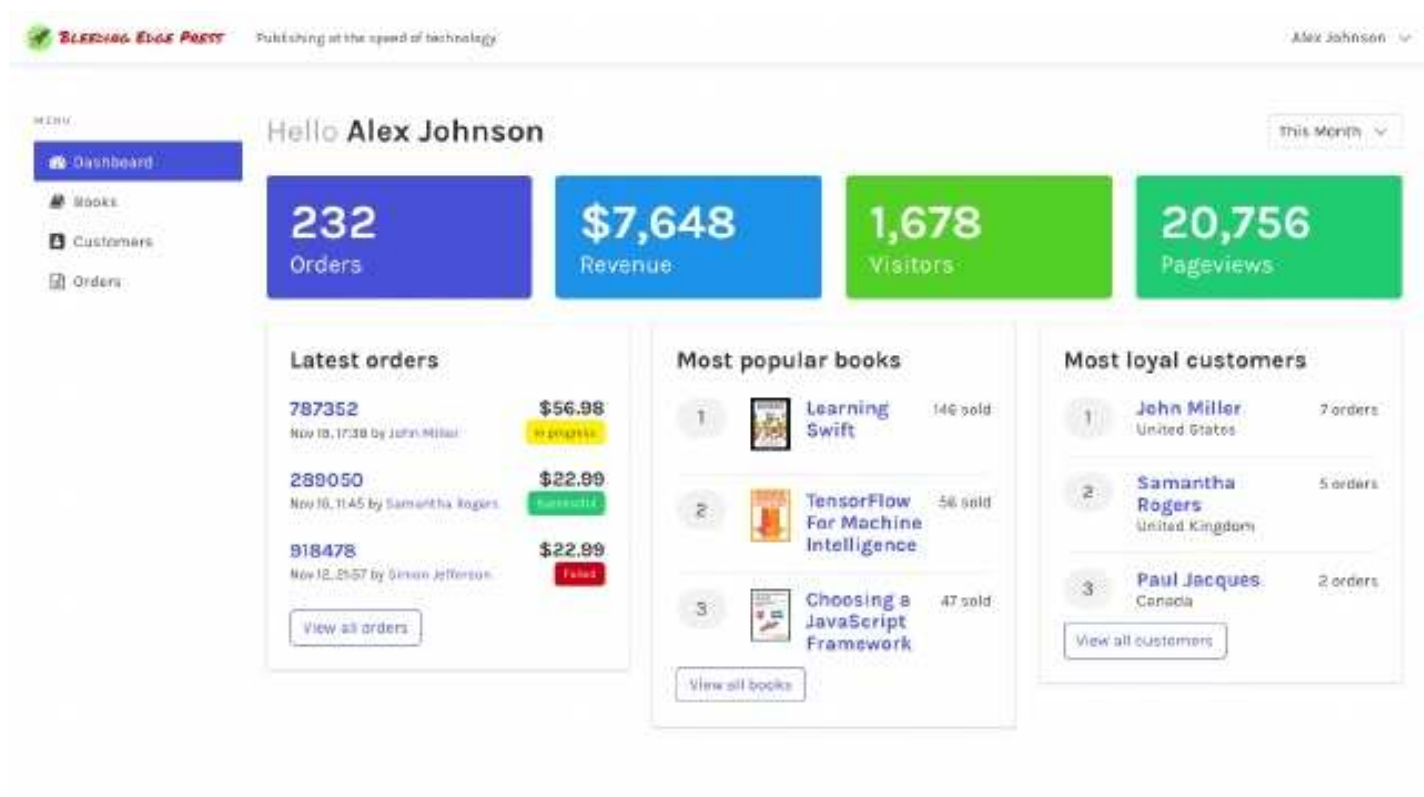 BLEEDING EDGE PRESS
Publishing at the speed of technology
Alex Johnson
MENU
Dashboard
Books
Customers
Orders
Hello Alex Johnson
This Month
232
Orders
$7,648
Revenue
1,678
Visitors
20,756
Pageviews
Latest orders
787352
$56.98
Nov 18, 17:38 by John Miller
In progress
289050
$22.99
Nov 16, 11:45 by Samantha Rogers
Successful
918478
$22.99
Nov 12, 21:57 by Simon Jefferson
Failed
View all orders
Most popular books
1
Learning
Swift
146 sold
2
TensorFlow
For Machine
Intelligence
56 sold
3
Choosing a
JavaScript
Framework
47 sold
View all books
Most loyal customers
1
John Miller
United States
7 orders
2
Samantha
Rogers
United Kingdom
5 orders
3
Paul Jacques
Canada
2 orders
View all customers